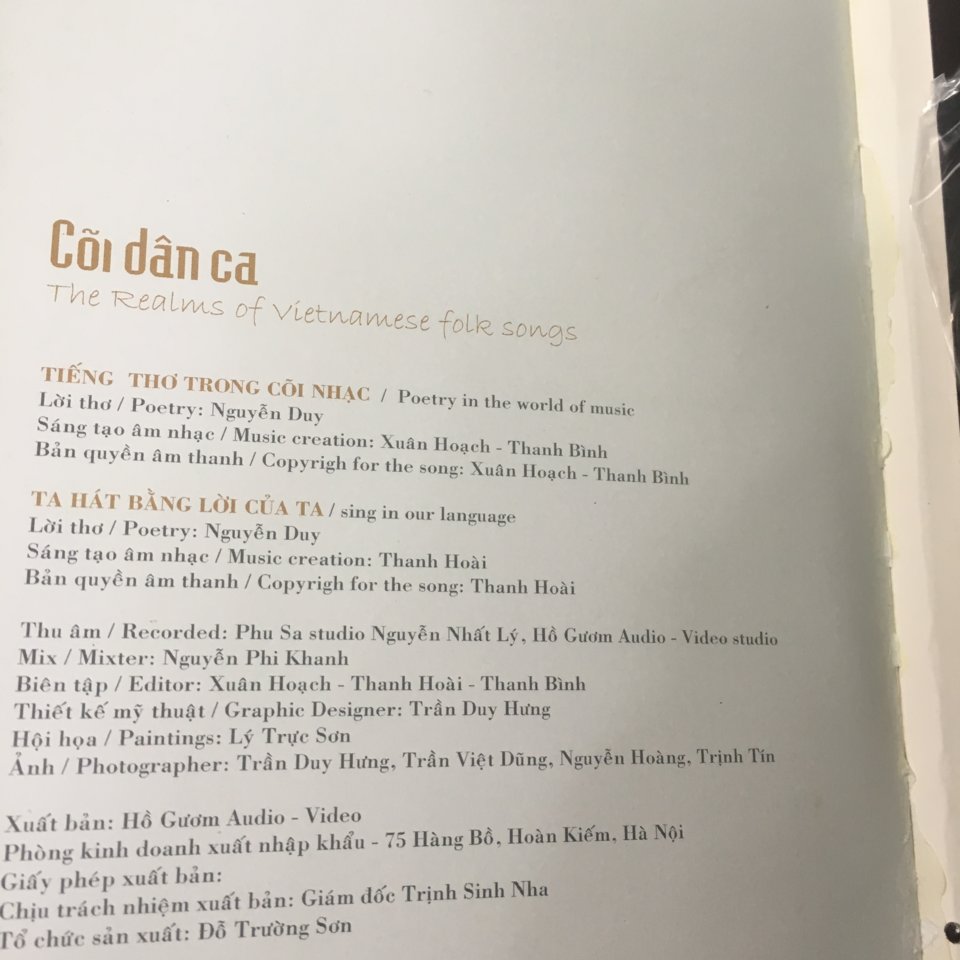 Cõi dân ca
The Realms of Vietnamese folk songs
TIẾNG THƠ TRONG CÕI NHẠC / Poetry in the world of music
Lời thơ / Poetry: Nguyễn Duy
Sáng tạo âm nhạc / Music creation: Xuân Hoạch - Thanh Bình
Bản quyền âm thanh / Copyrigh for the song: Xuân Hoạch - Thanh Bình
TA HÁT BẰNG LỜI CỦA TA / sing in our language
Lời thơ / Poetry: Nguyễn Duy
Sáng tạo âm nhạc / Music creation: Thanh Hoài
Bản quyền âm thanh / Copyrigh for the song: Thanh Hoài
Thu âm / Recorded: Phu Sa studio Nguyễn Nhất Lý, Hồ Gươm Audio - Video studio
Mix / Mixter: Nguyễn Phi Khanh
Biên tập / Editor: Xuân Hoạch - Thanh Hoài - Thanh Bình
Thiết kế mỹ thuật / Graphic Designer: Trần Duy Hưng
Hội họa / Paintings: Lý Trực Sơn
Ảnh / Photographer: Trần Duy Hưng, Trần Việt Dũng, Nguyễn Hoàng, Trịnh Tín
Xuất bản: Hồ Gươm Audio - Video
Phòng kinh doanh xuất nhập khẩu - 75 Hàng Bồ, Hoàn Kiếm, Hà Nội
Giấy phép xuất bản:
Chịu trách nhiệm xuất bản: Giám đốc Trịnh Sinh Nha
Tổ chức sản xuất: Đỗ Trường Sơn